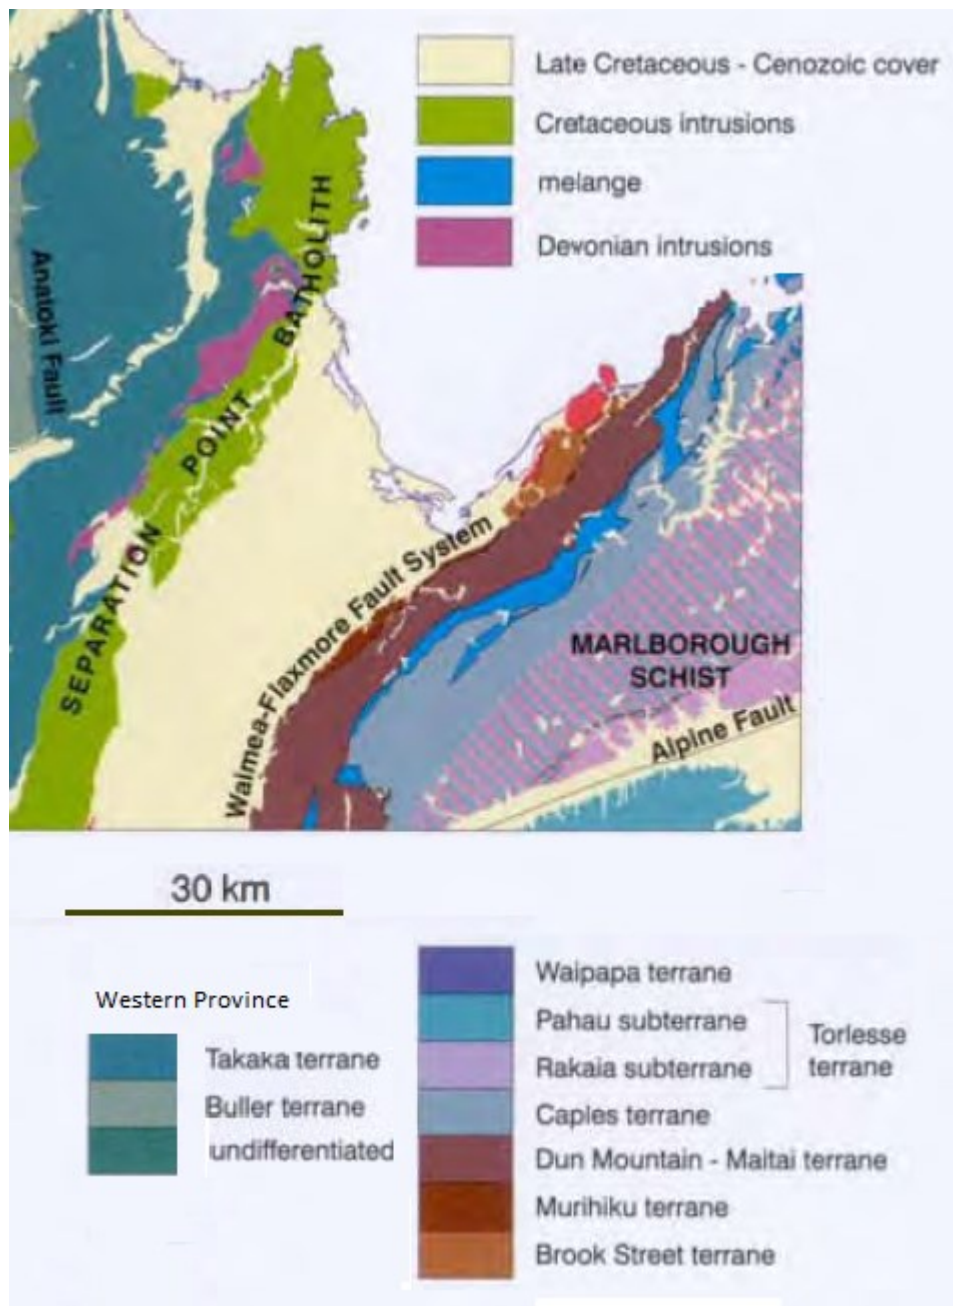 Late Cretaceous - Cenozoic cover
Cretaceous intrusions
melange
Devonian intrusions
Anatoki Fault
SEPARATION POINT BATHOLITH
Waimea-Flaxmore Fault System
MARLBOROUGH
SCHIST
Alpine Fault
30 km
Western Province
Takaka terrane
Buller terrane
undifferentiated
Waipapa terrane
Pahau subterrane
Rakaia subterrane
Torlesse
terrane
Caples terrane
Dun Mountain - Maitai terrane
Murihiku terrane
Brook Street terrane